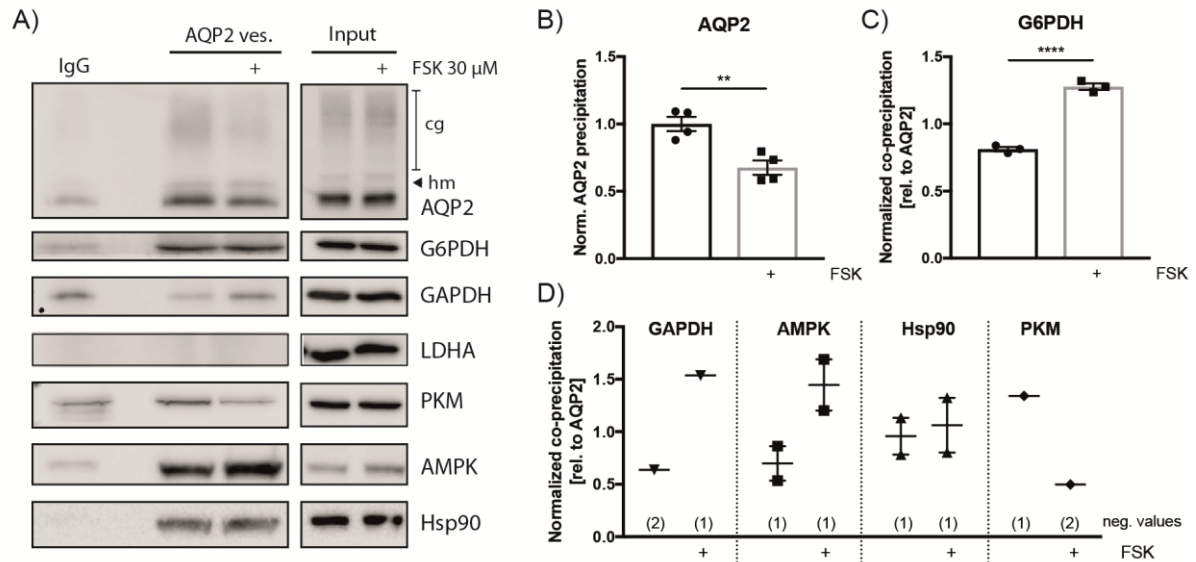 A)
AQP2 ves.
Input
IgG
+
+
FSK 30 µM
cg
hm
AQP2
G6PDH
GAPDH
LDHA
PKM
AMPK
Hsp90
B)
AQP2
Norm. AQP2 precipitation
1.5
1.0
0.5
0.0
**
+
FSK
C)
G6PDH
Normalized co-precipitation
[rel. to AQP2]
1.5
1.0
0.5
0.0
****
+
FSK
D)
Normalized co-precipitation
[rel. to AQP2]
2.0
1.5
1.0
0.5
0.0
GAPDH
AMPK
Hsp90
PKM
(2) (1) (1) (1) (1) (1) (1) (2) neg. values
+ + + + FSK